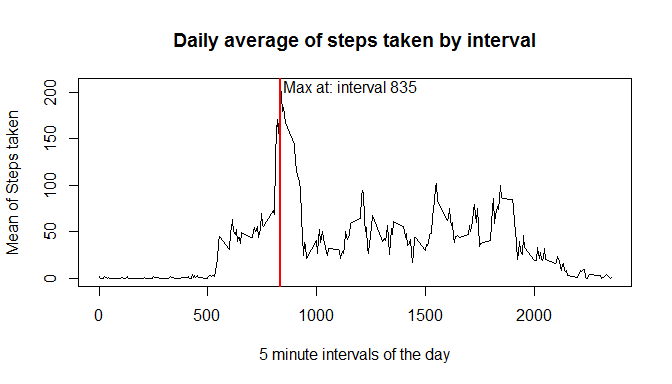 Daily average of steps taken by interval
Max at: interval 835
Mean of Steps taken
200
150
100
50
0
0 500 1000 1500 2000
5 minute intervals of the day